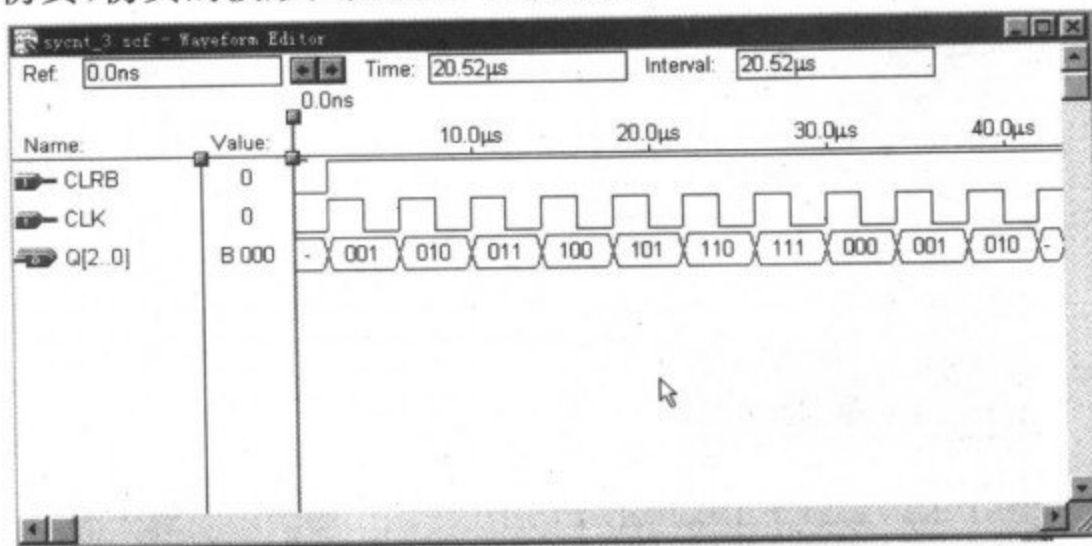 sycnt_3.scf - Waveform Editor
Ref: 0.0ns Time: 20.52μs Interval: 20.52μs
0.0ns
Name: Value: 10.0μs 20.0μs 30.0μs 40.0μs
CLRB 0
CLK 0
Q[2..0] B 000 - 001 010 011 100 101 110 111 000 001 010 -